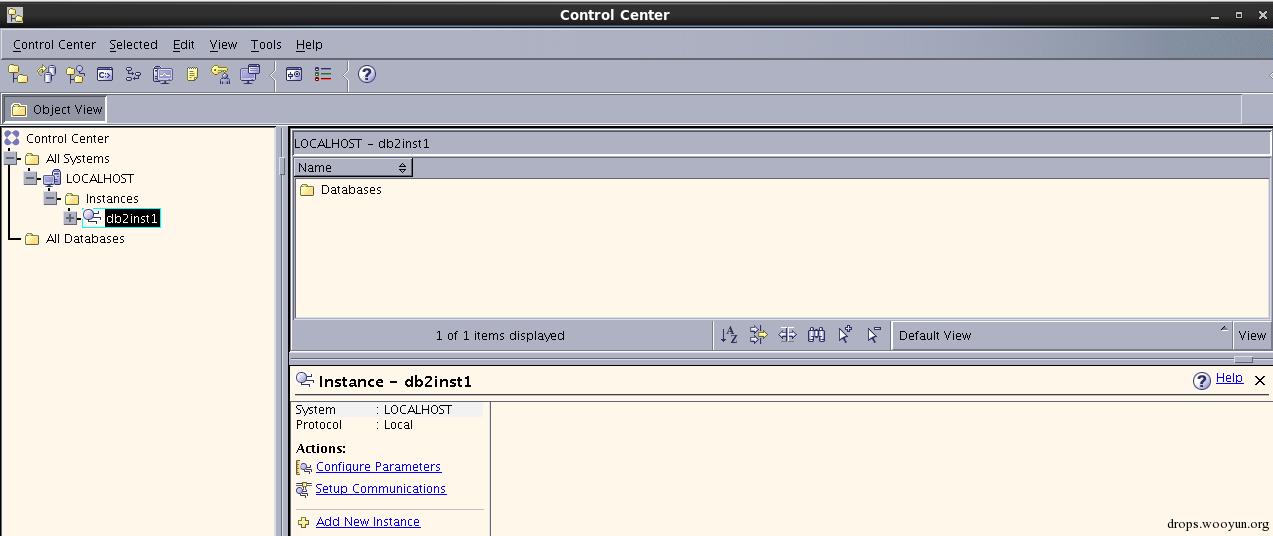 Control Center
Control Center Selected Edit View Tools Help
Object View
Control Center
All Systems
LOCALHOST
Instances
db2inst1
All Databases
LOCALHOST – db2inst1
Name
Databases
1 of 1 items displayed
Default View
View
Instance – db2inst1
Help
System : LOCALHOST
Protocol : Local
Actions:
Configure Parameters
Setup Communications
Add New Instance
drops.wooyun.org